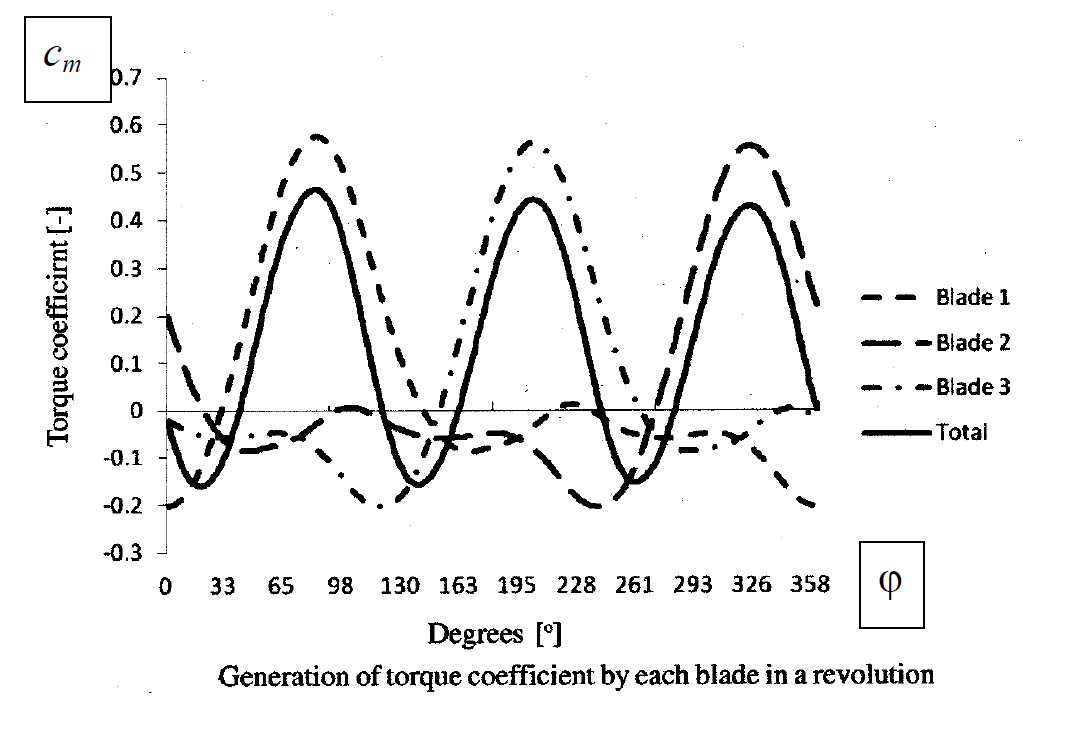 c_m
0.7
0.6
0.5
0.4
0.3
0.2
0.1
0
-0.1
-0.2
-0.3
Torque coefficirnt [-]
0 33 65 98 130 163 195 228 261 293 326 358
φ
Degrees [º]
Blade 1
Blade 2
Blade 3
Total
Generation of torque coefficient by each blade in a revolution